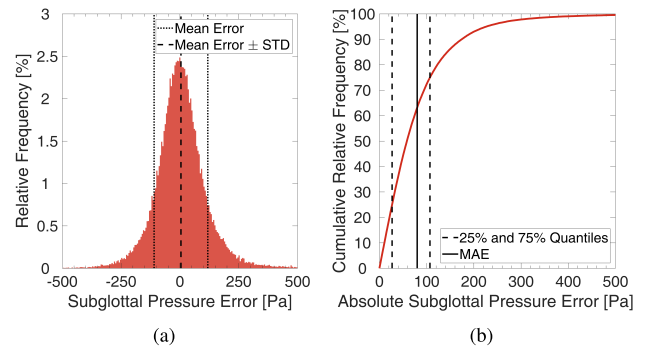 3
2.5
2
1.5
1
0.5
0
Relative Frequency [%]
Mean Error
Mean Error ± STD
-500 -250 0 250 500
Subglottal Pressure Error [Pa]
(a)
100
90
80
70
60
50
40
30
20
10
0
Cumulative Relative Frequency [%]
25% and 75% Quantiles
MAE
0 100 200 300 400 500
Absolute Subglottal Pressure Error [Pa]
(b)